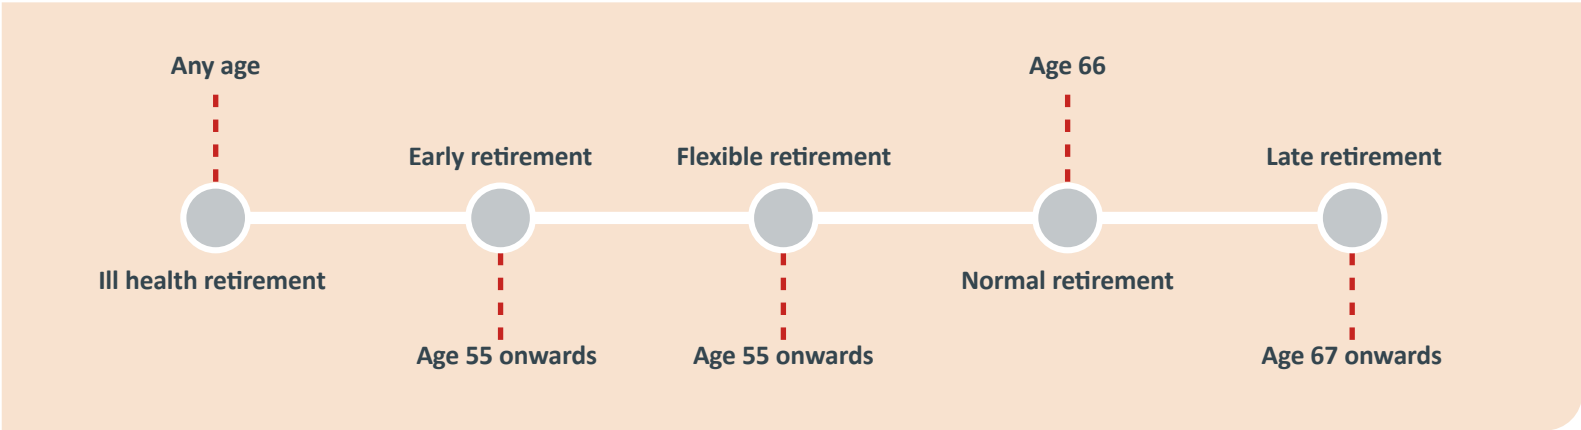 Any age
Age 66
Early retirement
Flexible retirement
Late retirement
Ill health retirement
Normal retirement
Age 55 onwards
Age 55 onwards
Age 67 onwards